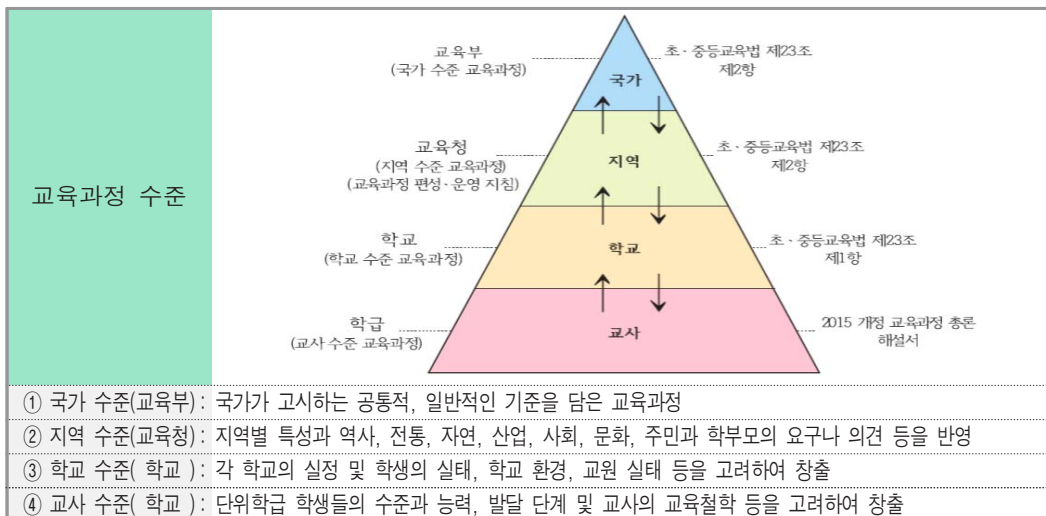 교육과정 수준
교육부
(국가 수준 교육과정)
국가
초·중등교육법 제23조
제2항
교육청
(지역 수준 교육과정)
(교육과정 편성·운영 지침)
지역
초·중등교육법 제23조
제2항
학교
(학교 수준 교육과정)
학교
초·중등교육법 제23조
제1항
학급
(교사 수준 교육과정)
교사
2015 개정 교육과정 총론
해설서
① 국가 수준(교육부) : 국가가 고시하는 공통적, 일반적인 기준을 담은 교육과정
② 지역 수준(교육청) : 지역별 특성과 역사, 전통, 자연, 산업, 사회, 문화, 주민과 학부모의 요구나 의견 등을 반영
③ 학교 수준( 학교 ) : 각 학교의 실정 및 학생의 실태, 학교 환경, 교원 실태 등을 고려하여 창출
④ 교사 수준( 학교 ) : 단위학급 학생들의 수준과 능력, 발달 단계 및 교사의 교육철학 등을 고려하여 창출